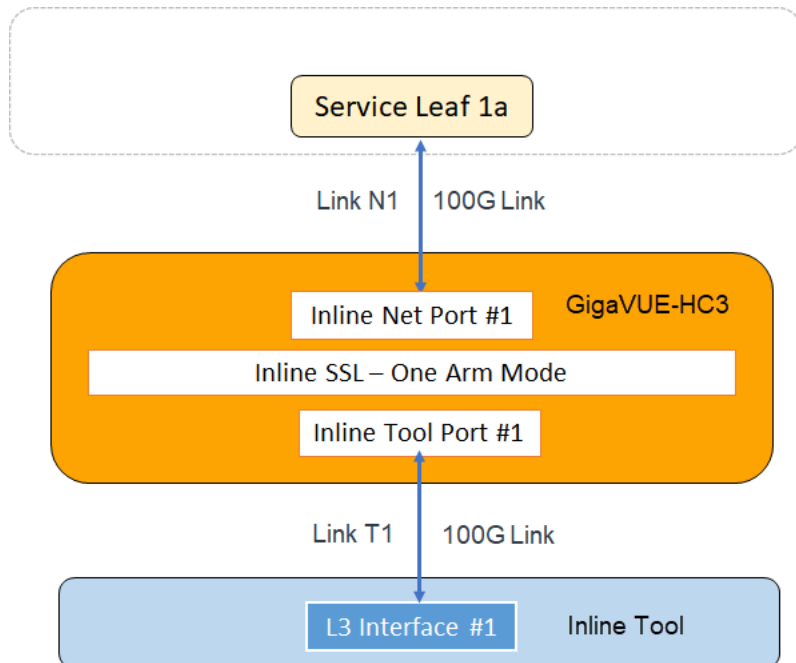 Service Leaf 1a
Link N1
100G Link
Inline Net Port #1
GigaVUE-HC3
Inline SSL – One Arm Mode
Inline Tool Port #1
Link T1
100G Link
L3 Interface #1
Inline Tool